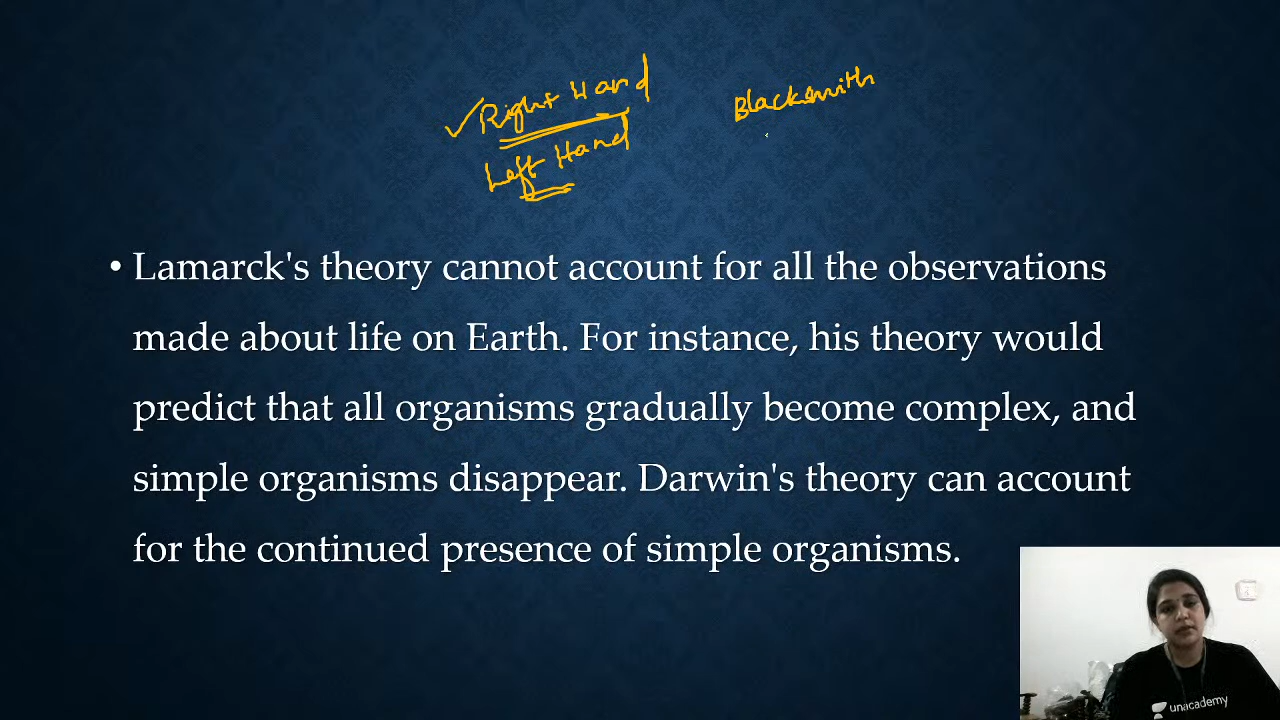 Right Hand
Left Hand
Blacksmith
• Lamarck's theory cannot account for all the observations
made about life on Earth. For instance, his theory would
predict that all organisms gradually become complex, and
simple organisms disappear. Darwin's theory can account
for the continued presence of simple organisms.
unacademy